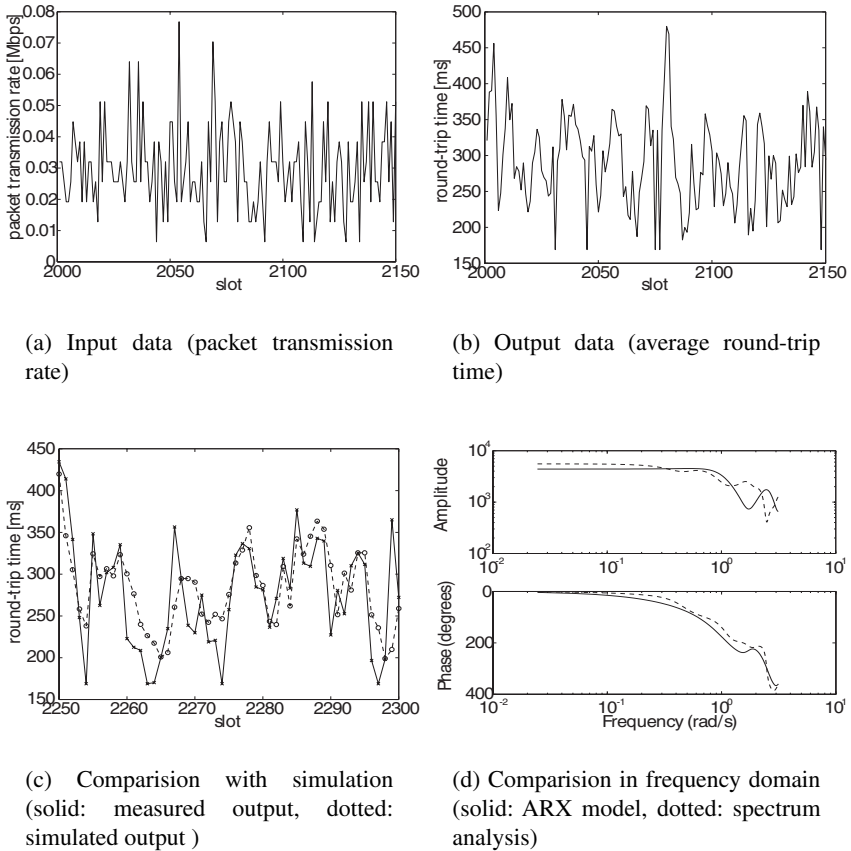 0.08
0.07
0.06
0.05
0.04
0.03
0.02
0.01
0
2000 2050 2100 2150
packet transmission rate [Mbps]
slot
500
450
400
350
300
250
200
150
2000 2050 2100 2150
round-trip time [ms]
slot
(a) Input data (packet transmission
rate)
(b) Output data (average round-trip
time)
450
400
350
300
250
200
150
2250 2260 2270 2280 2290 2300
round-trip time [ms]
slot
10^4
10^3
10^2
10^-2 10^-1 10^0 10^1
Amplitude
0
200
400
10^-2 10^-1 10^0 10^1
Phase (degrees)
Frequency (rad/s)
(c) Comparision with simulation
(solid: measured output, dotted:
simulated output )
(d) Comparision in frequency domain
(solid: ARX model, dotted: spectrum
analysis)